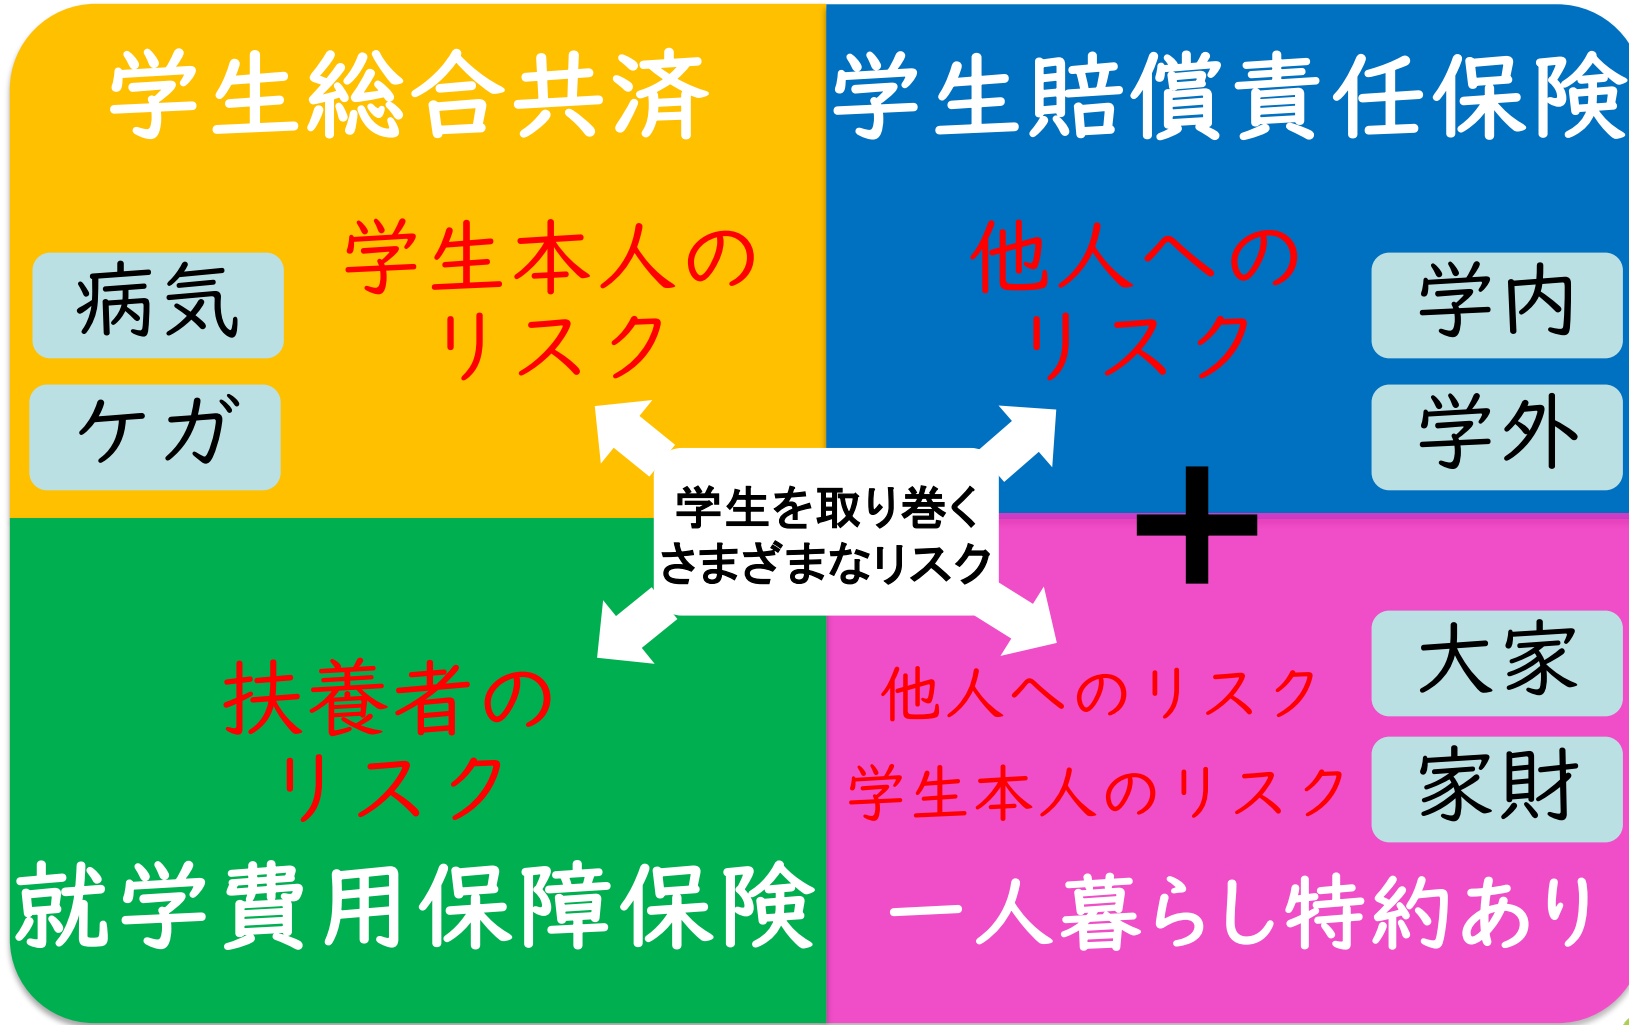 学生総合共済
学生本人の
リスク
病気
ケガ
学生賠償責任保険
他人への
リスク
学内
学外
学生を取り巻く
さまざまなリスク
+
扶養者の
リスク
就学費用保障保険
他人へのリスク
学生本人のリスク
大家
家財
一人暮らし特約あり